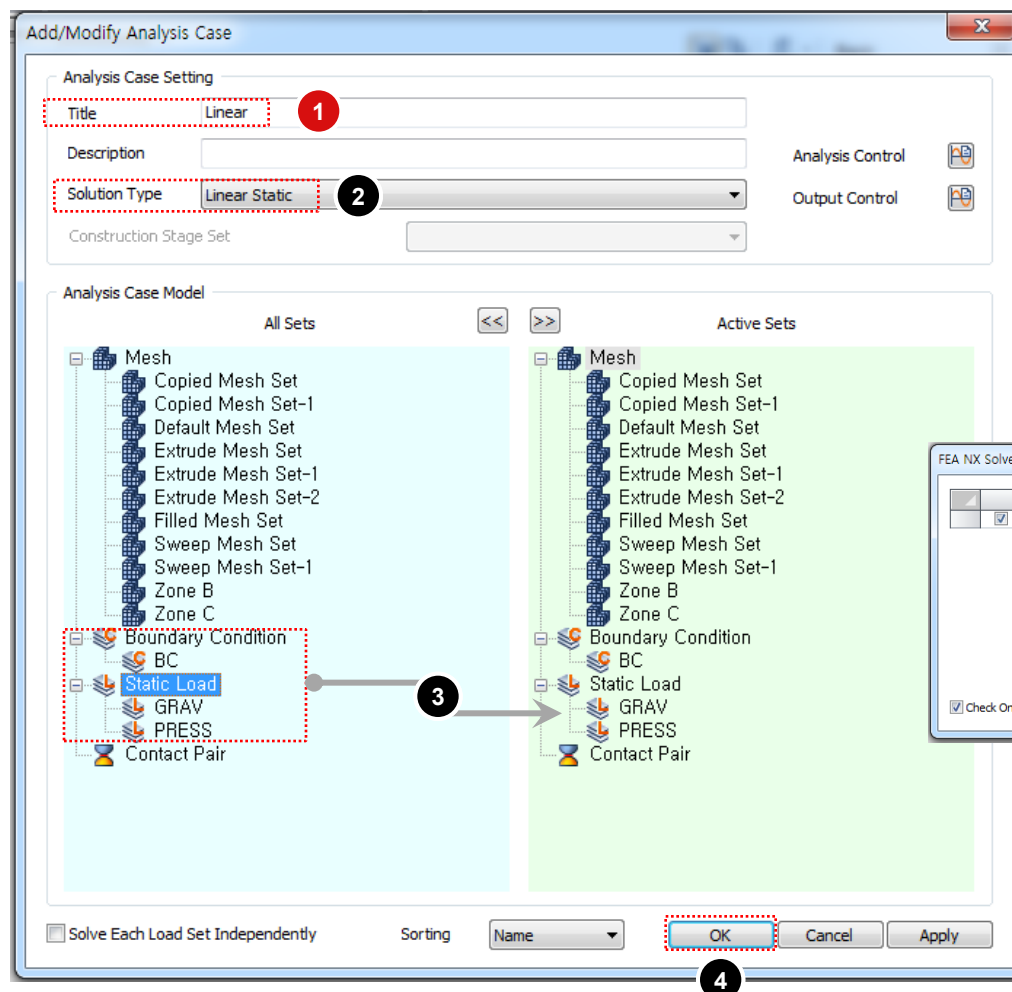 Add/Modify Analysis Case
Analysis Case Setting
Title Linear 1
Description
Analysis Control
Solution Type Linear Static 2
Output Control
Construction Stage Set
Analysis Case Model
All Sets << >> Active Sets
Mesh Mesh
Copied Mesh Set Copied Mesh Set
Copied Mesh Set-1 Copied Mesh Set-1
Default Mesh Set Default Mesh Set
Extrude Mesh Set Extrude Mesh Set
Extrude Mesh Set-1 Extrude Mesh Set-1
Extrude Mesh Set-2 Extrude Mesh Set-2
Filled Mesh Set Filled Mesh Set
Sweep Mesh Set Sweep Mesh Set
Sweep Mesh Set-1 Sweep Mesh Set-1
Zone B Zone B
Zone C Zone C
Boundary Condition Boundary Condition
BC BC
Static Load Static Load
GRAV 3 GRAV
PRESS PRESS
Contact Pair Contact Pair
FEA NX Solve
Check On
Solve Each Load Set Independently Sorting Name OK Cancel Apply
4